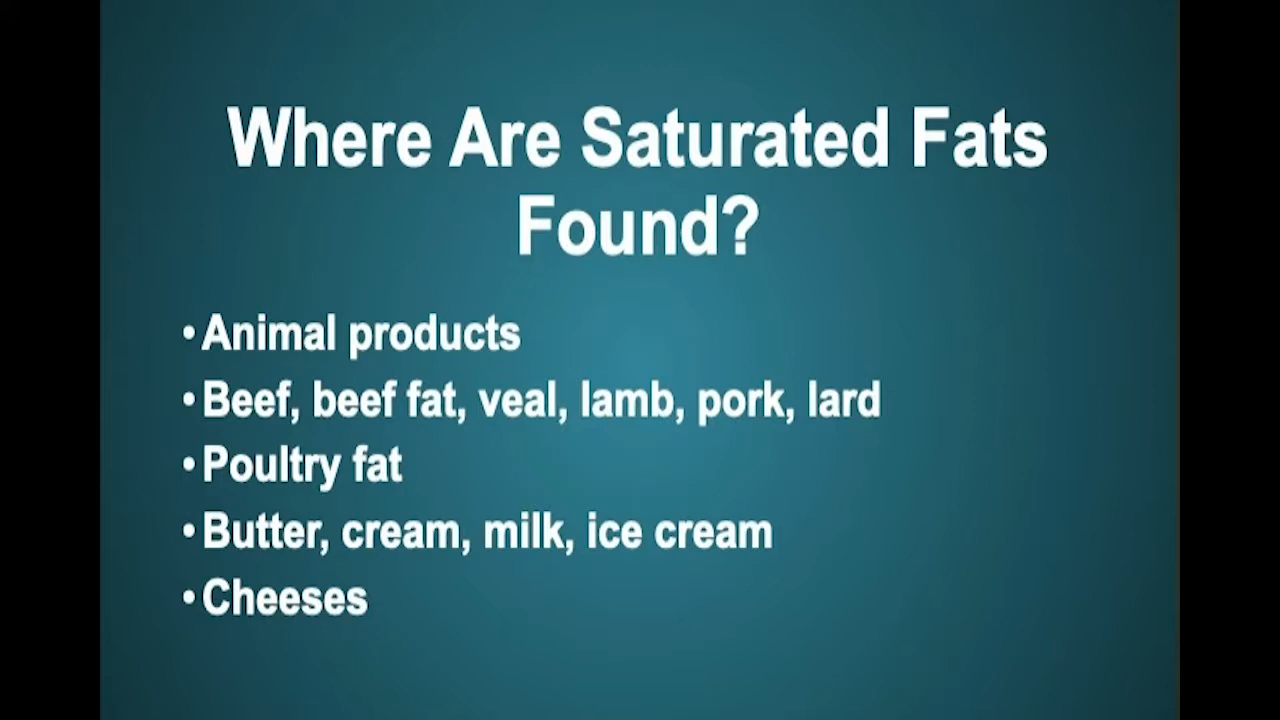 Where Are Saturated Fats
Found?
• Animal products
• Beef, beef fat, veal, lamb, pork, lard
• Poultry fat
• Butter, cream, milk, ice cream
• Cheeses